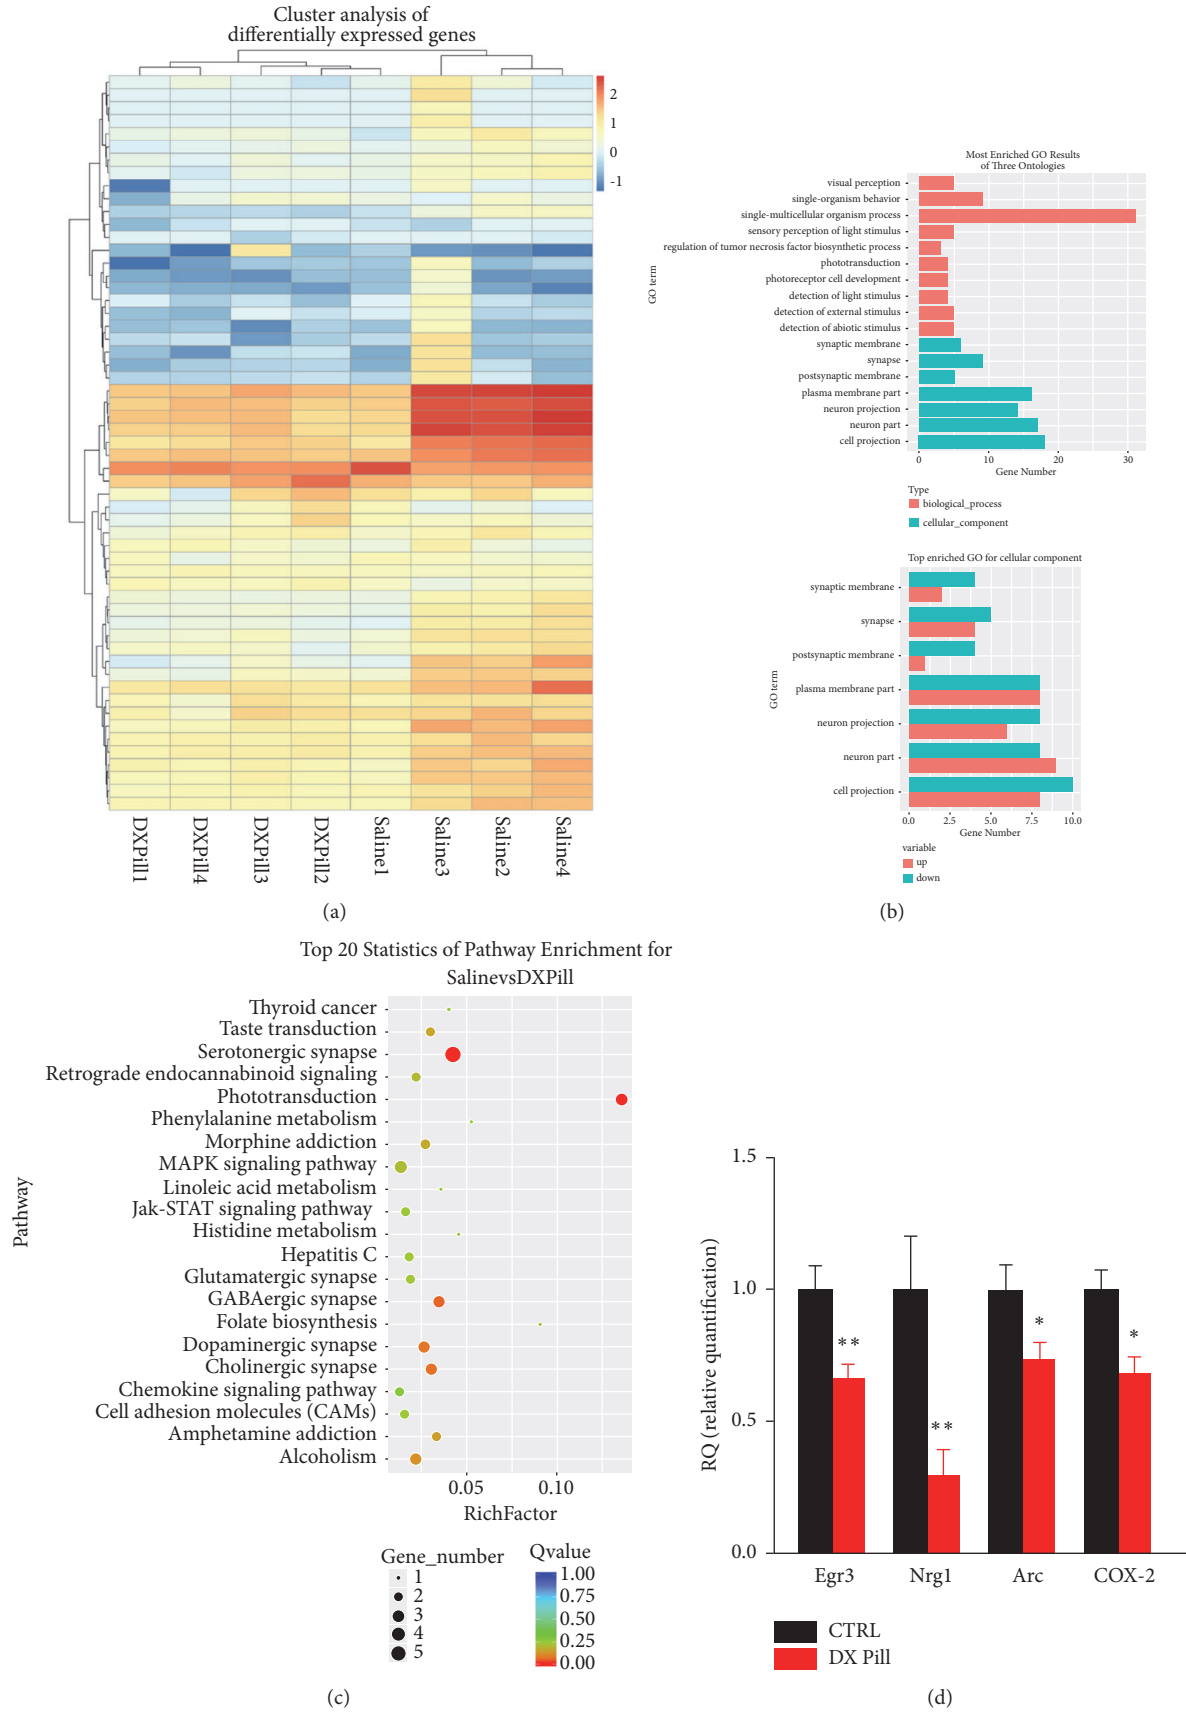 Cluster analysis of
differentially expressed genes
2
1
0
-1
DXPill1
DXPill4
DXPill3
DXPill2
Saline1
Saline3
Saline2
Saline4
(a)
Most Enriched GO Results
of Three Ontologies
GO term
visual perception
single-organism behavior
single-multicellular organism process
sensory perception of light stimulus
regulation of tumor necrosis factor biosynthetic process
phototransduction
photoreceptor cell development
detection of light stimulus
detection of external stimulus
detection of abiotic stimulus
synaptic membrane
synapse
postsynaptic membrane
plasma membrane part
neuron projection
neuron part
cell projection
0 10 20 30
Gene Number
Type
biological_process
cellular_component
Top enriched GO for cellular component
GO term
synaptic membrane
synapse
postsynaptic membrane
plasma membrane part
neuron projection
neuron part
cell projection
0.0 2.5 5.0 7.5 10.0
Gene Number
variable
up
down
(b)
Top 20 Statistics of Pathway Enrichment for
SalinevsDXPill
Pathway
Thyroid cancer
Taste transduction
Serotonergic synapse
Retrograde endocannabinoid signaling
Phototransduction
Phenylalanine metabolism
Morphine addiction
MAPK signaling pathway
Linoleic acid metabolism
Jak-STAT signaling pathway
Histidine metabolism
Hepatitis C
Glutamatergic synapse
GABAergic synapse
Folate biosynthesis
Dopaminergic synapse
Cholinergic synapse
Chemokine signaling pathway
Cell adhesion molecules (CAMs)
Amphetamine addiction
Alcoholism
0.05 0.10
RichFactor
Gene_number
1
2
3
4
5
Qvalue
1.00
0.75
0.50
0.25
0.00
(c)
RQ (relative quantification)
1.5
1.0
0.5
0.0
**
**
*
*
Egr3 Nrg1 Arc COX-2
CTRL
DX Pill
(d)